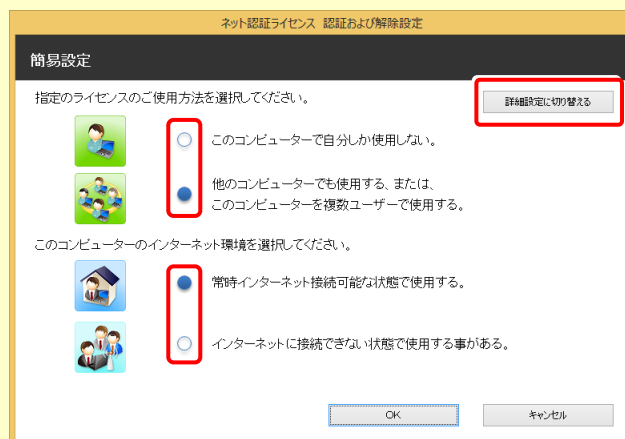 ネット認証ライセンス 認証および解除設定
簡易設定
指定のライセンスのご使用方法を選択してください。
詳細設定に切り替える
このコンピューターで自分しか使用しない。
他のコンピューターでも使用する、または、
このコンピューターを複数ユーザーで使用する。
このコンピューターのインターネット環境を選択してください。
常時インターネット接続可能な状態で使用する。
インターネットに接続できない状態で使用する事がある。
OK
キャンセル